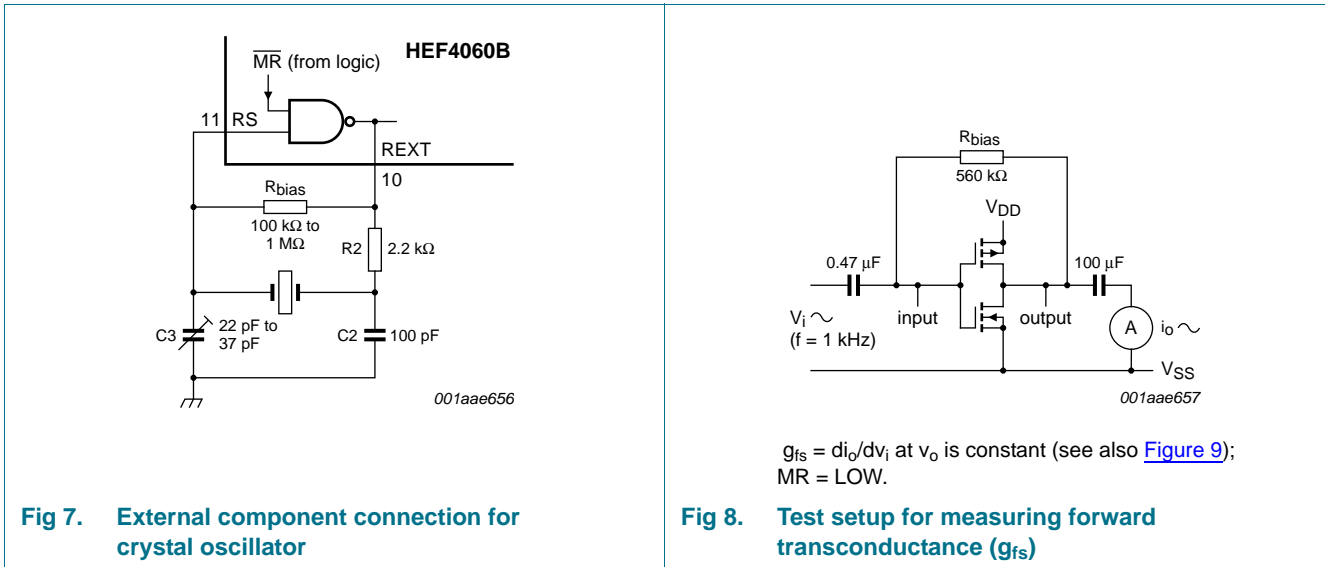 MR (from logic)
HEF4060B
11 RS
REXT
10
Rbias
100 kΩ to
1 MΩ
R2 2.2 kΩ
C3 22 pF to
37 pF
C2 100 pF
001aae656
Fig 7. External component connection for
crystal oscillator
Rbias
560 kΩ
VDD
0.47 μF
100 μF
Vi
(f = 1 kHz)
input
output
A
io
VSS
001aae657
gfs = dio/dvi at vo is constant (see also Figure 9);
MR = LOW.
Fig 8. Test setup for measuring forward
transconductance (gfs)